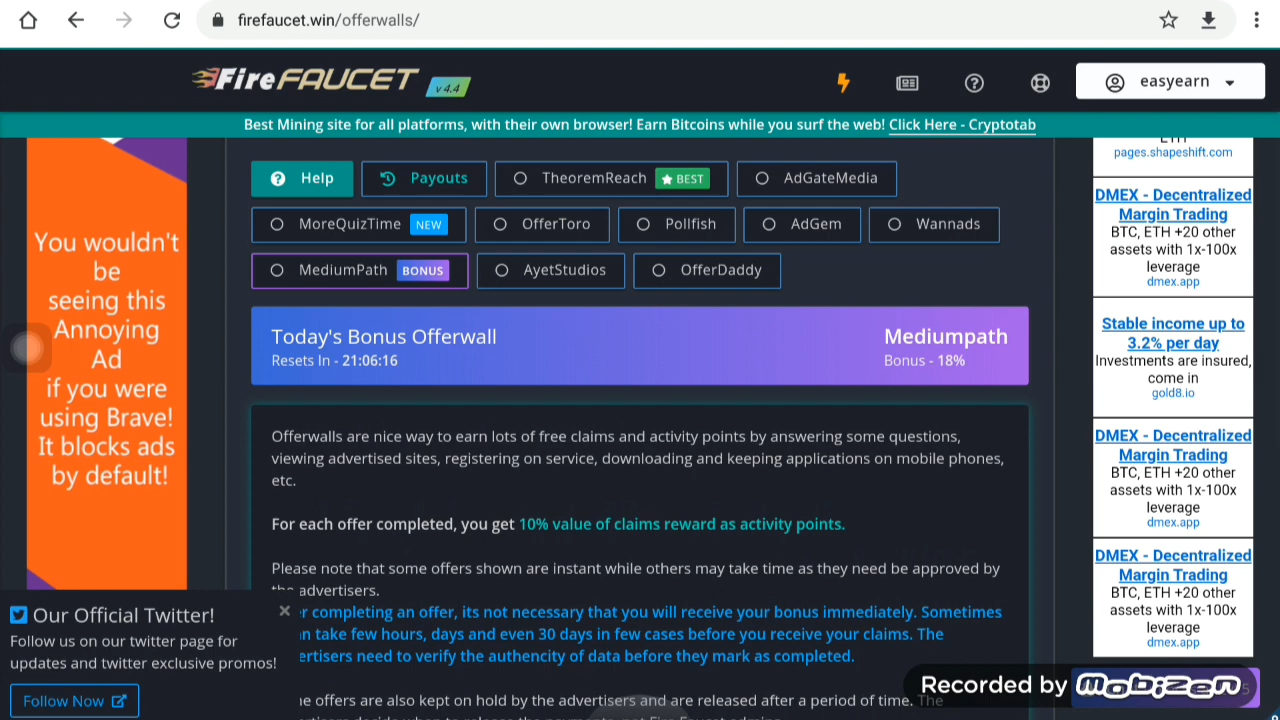 firefaucet.win/offerwalls/
Fire FAUCET v 4.4
easyearn
Best Mining site for all platforms, with their own browser! Earn Bitcoins while you surf the web! Click Here - Cryptotab
You wouldn't
be
seeing this
Annoying
Ad
if you were
using Brave!
It blocks ads
by default!
Help
Payouts
TheoremReach BEST
AdGateMedia
MoreQuizTime NEW
OfferToro
Pollfish
AdGem
Wannads
MediumPath BONUS
AyetStudios
OfferDaddy
Today's Bonus Offerwall
Resets In - 21:06:16
Mediumpath
Bonus - 18%
Offerwalls are nice way to earn lots of free claims and activity points by answering some questions,
viewing advertised sites, registering on service, downloading and keeping applications on mobile phones,
etc.
For each offer completed, you get 10% value of claims reward as activity points.
Please note that some offers shown are instant while others may take time as they need be approved by
the advertisers.
r completing an offer, its not necessary that you will receive your bonus immediately. Sometimes
n take few hours, days and even 30 days in few cases before you receive your claims. The
ertisers need to verify the authencity of data before they mark as completed.
e offers are also kept on hold by the advertisers and are released after a period of time. The
Our Official Twitter!
Follow us on our twitter page for
updates and twitter exclusive promos!
Follow Now
pages.shapeshift.com
DMEX - Decentralized
Margin Trading
BTC, ETH +20 other
assets with 1x-100x
leverage
dmex.app
Stable income up to
3.2% per day
Investments are insured,
come in
gold8.io
DMEX - Decentralized
Margin Trading
BTC, ETH +20 other
assets with 1x-100x
leverage
dmex.app
DMEX - Decentralized
Margin Trading
BTC, ETH +20 other
assets with 1x-100x
leverage
dmex.app
Recorded by mobizen